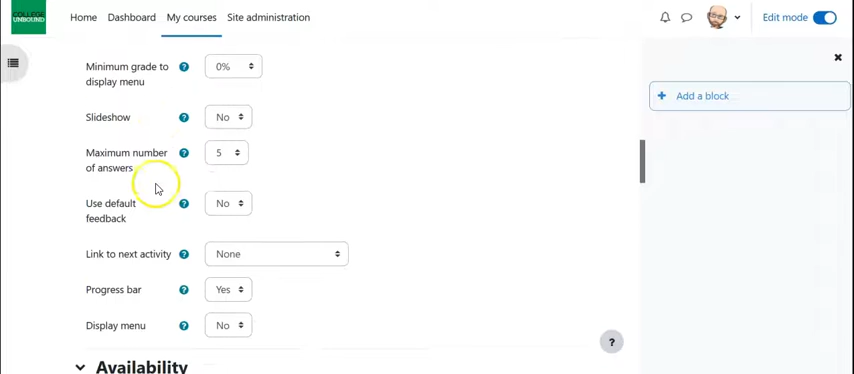 COLLEGE
UNBOUND
Home Dashboard My courses Site administration
Edit mode
Minimum grade to
display menu
? 0%
Add a block
Slideshow ? No
Maximum number
of answers
? 5
Use default
feedback
? No
Link to next activity ? None
Progress bar ? Yes
Display menu ? No
?
Availability